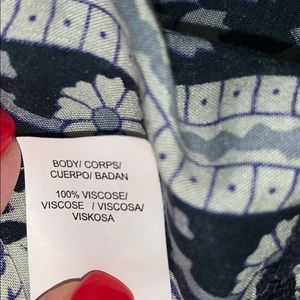 BODY/ CORPS/
CUERPO/ BADAN
100% VISCOSE/
VISCOSE / VISCOSA/
VISKOSA